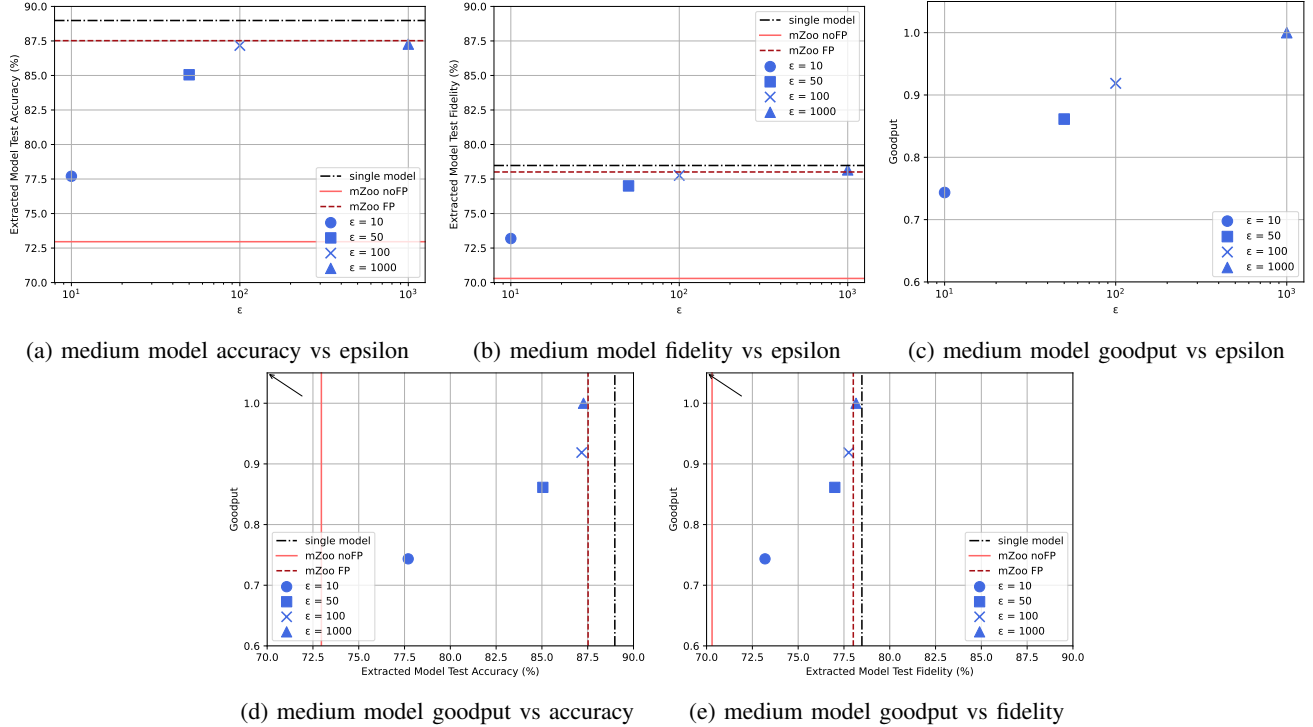 90.0
87.5
85.0
82.5
80.0
77.5
75.0
72.5
70.0
Extracted Model Test Accuracy (%)
single model
mZoo noFP
mZoo FP
ε = 10
ε = 50
ε = 100
ε = 1000
10¹
10²
10³
ε
90.0
87.5
85.0
82.5
80.0
77.5
75.0
72.5
70.0
Extracted Model Test Fidelity (%)
single model
mZoo noFP
mZoo FP
ε = 10
ε = 50
ε = 100
ε = 1000
10¹
10²
10³
ε
1.0
0.9
0.8
0.7
0.6
Goodput
ε = 10
ε = 50
ε = 100
ε = 1000
10¹
10²
10³
ε
(a) medium model accuracy vs epsilon
(b) medium model fidelity vs epsilon
(c) medium model goodput vs epsilon
1.0
0.9
0.8
0.7
0.6
Goodput
single model
mZoo noFP
mZoo FP
ε = 10
ε = 50
ε = 100
ε = 1000
70.0 72.5 75.0 77.5 80.0 82.5 85.0 87.5 90.0
Extracted Model Test Accuracy (%)
1.0
0.9
0.8
0.7
0.6
Goodput
single model
mZoo noFP
mZoo FP
ε = 10
ε = 50
ε = 100
ε = 1000
70.0 72.5 75.0 77.5 80.0 82.5 85.0 87.5 90.0
Extracted Model Test Fidelity (%)
(d) medium model goodput vs accuracy
(e) medium model goodput vs fidelity